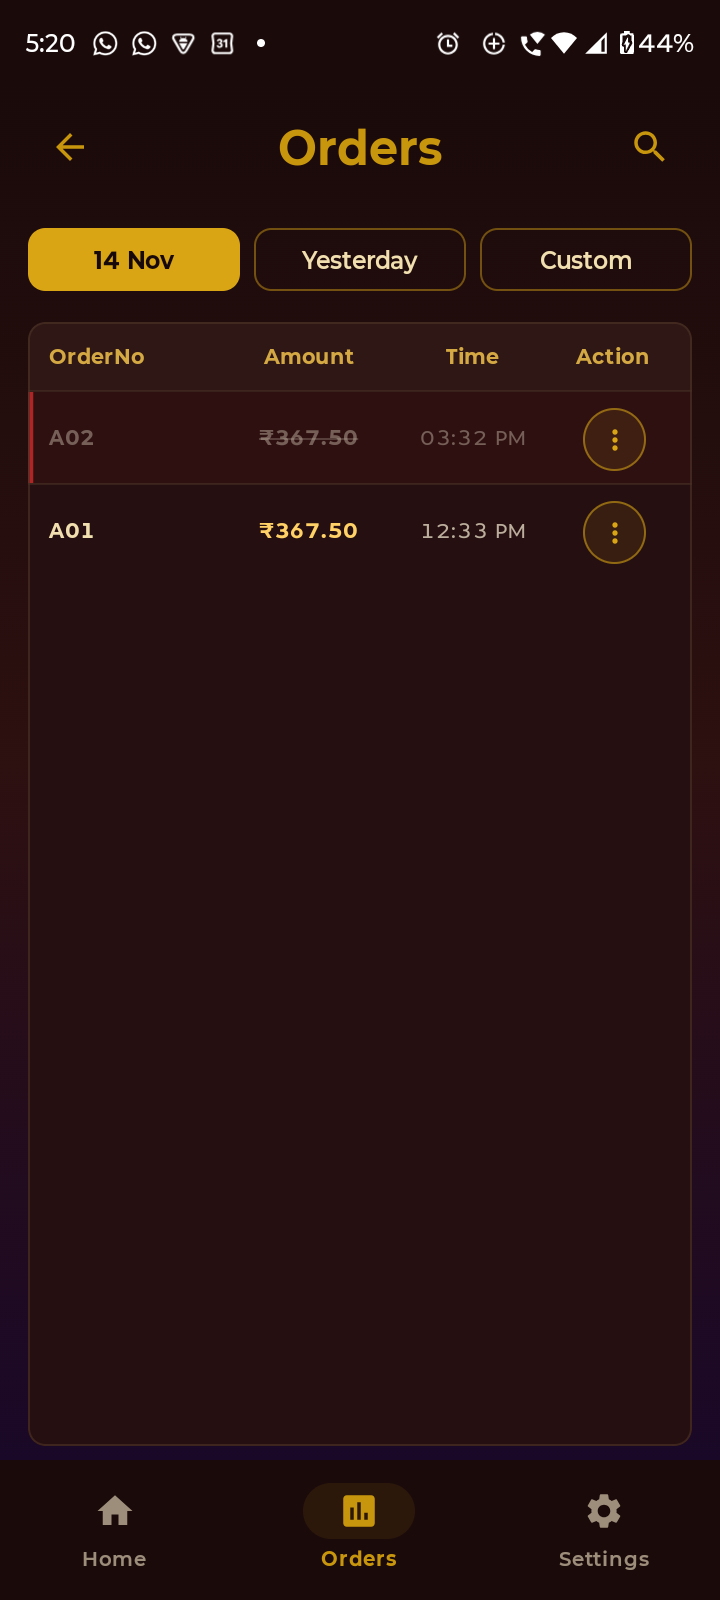 5:20 31 44%
Orders
14 Nov Yesterday Custom
OrderNo Amount Time Action
A02 ₹367.50 03:32 PM
A01 ₹367.50 12:33 PM
Home Orders Settings